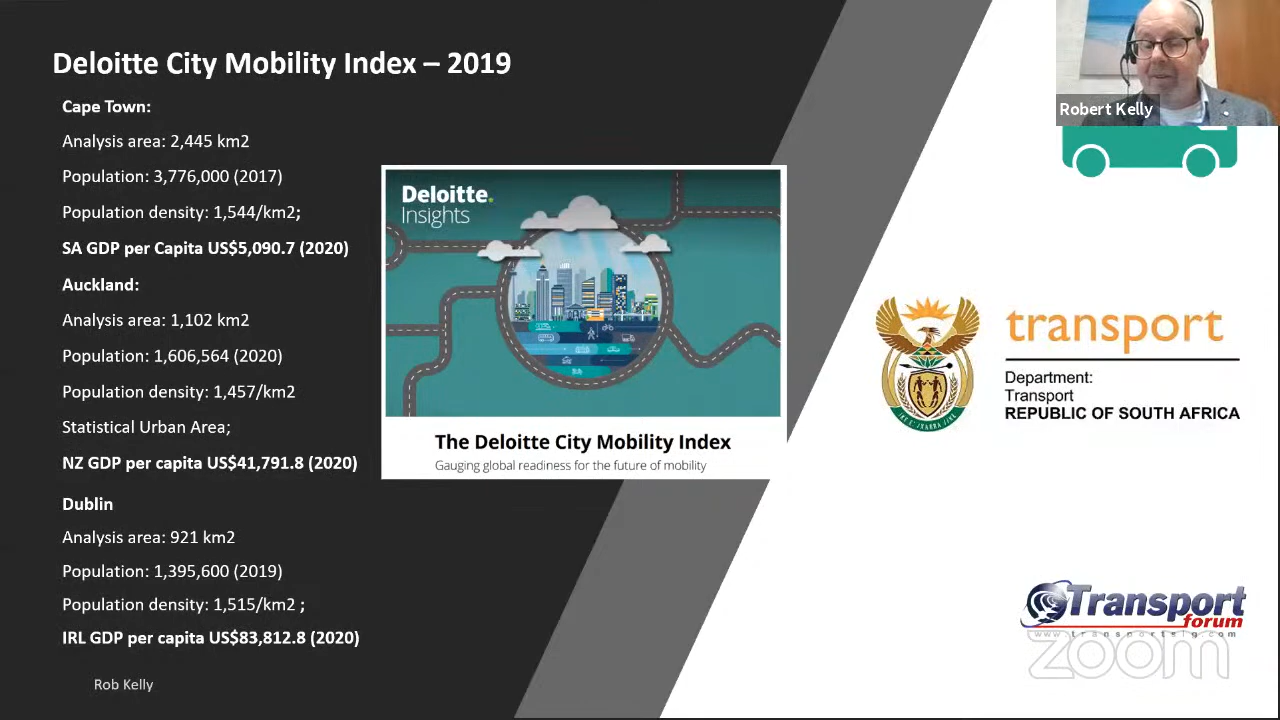 Deloitte City Mobility Index – 2019
Cape Town:
Analysis area: 2,445 km2
Population: 3,776,000 (2017)
Population density: 1,544/km2;
SA GDP per Capita US$5,090.7 (2020)
Auckland:
Analysis area: 1,102 km2
Population: 1,606,564 (2020)
Population density: 1,457/km2
Statistical Urban Area;
NZ GDP per capita US$41,791.8 (2020)
Dublin
Analysis area: 921 km2
Population: 1,395,600 (2019)
Population density: 1,515/km2 ;
IRL GDP per capita US$83,812.8 (2020)
Rob Kelly
Deloitte.
Insights
The Deloitte City Mobility Index
Gauging global readiness for the future of mobility
Robert Kelly
transport
Department:
Transport
REPUBLIC OF SOUTH AFRICA
Transport
forum
www.transportsig.com
zoom